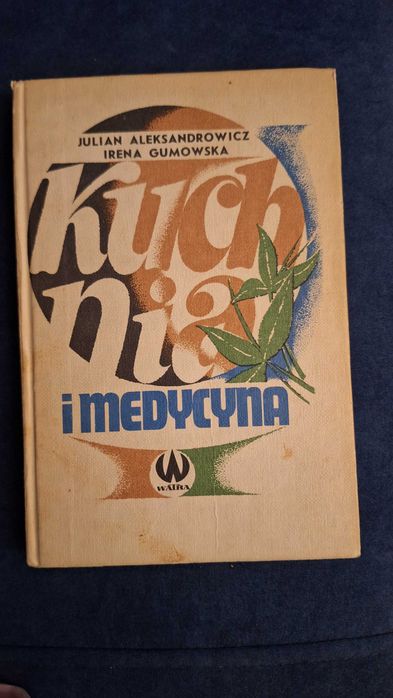 JULIAN ALEKSANDROWICZ
IRENA GUMOWSKA
kuch
nia
i MEDYCYNA
W
WATRA